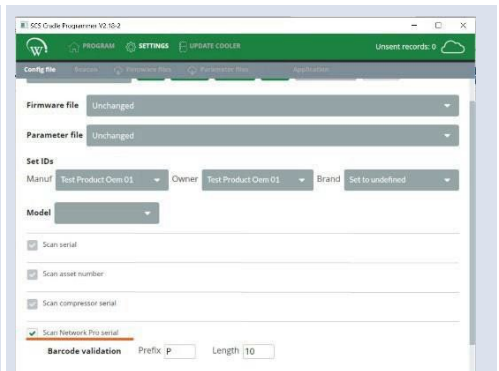 SCS Cradle Programmer V2.18-2
PROGRAM SETTINGS UPDATE COOLER Unsent records: 0
Config file Beacon Firmware files Parameter files Application
Firmware file Unchanged
Parameter file Unchanged
Set IDs
Manuf Test Product Oem 01 Owner Test Product Oem 01 Brand Set to undefined
Model
Scan serial
Scan asset number
Scan compressor serial
Scan Network Pro serial
Barcode validation Prefix P Length 10